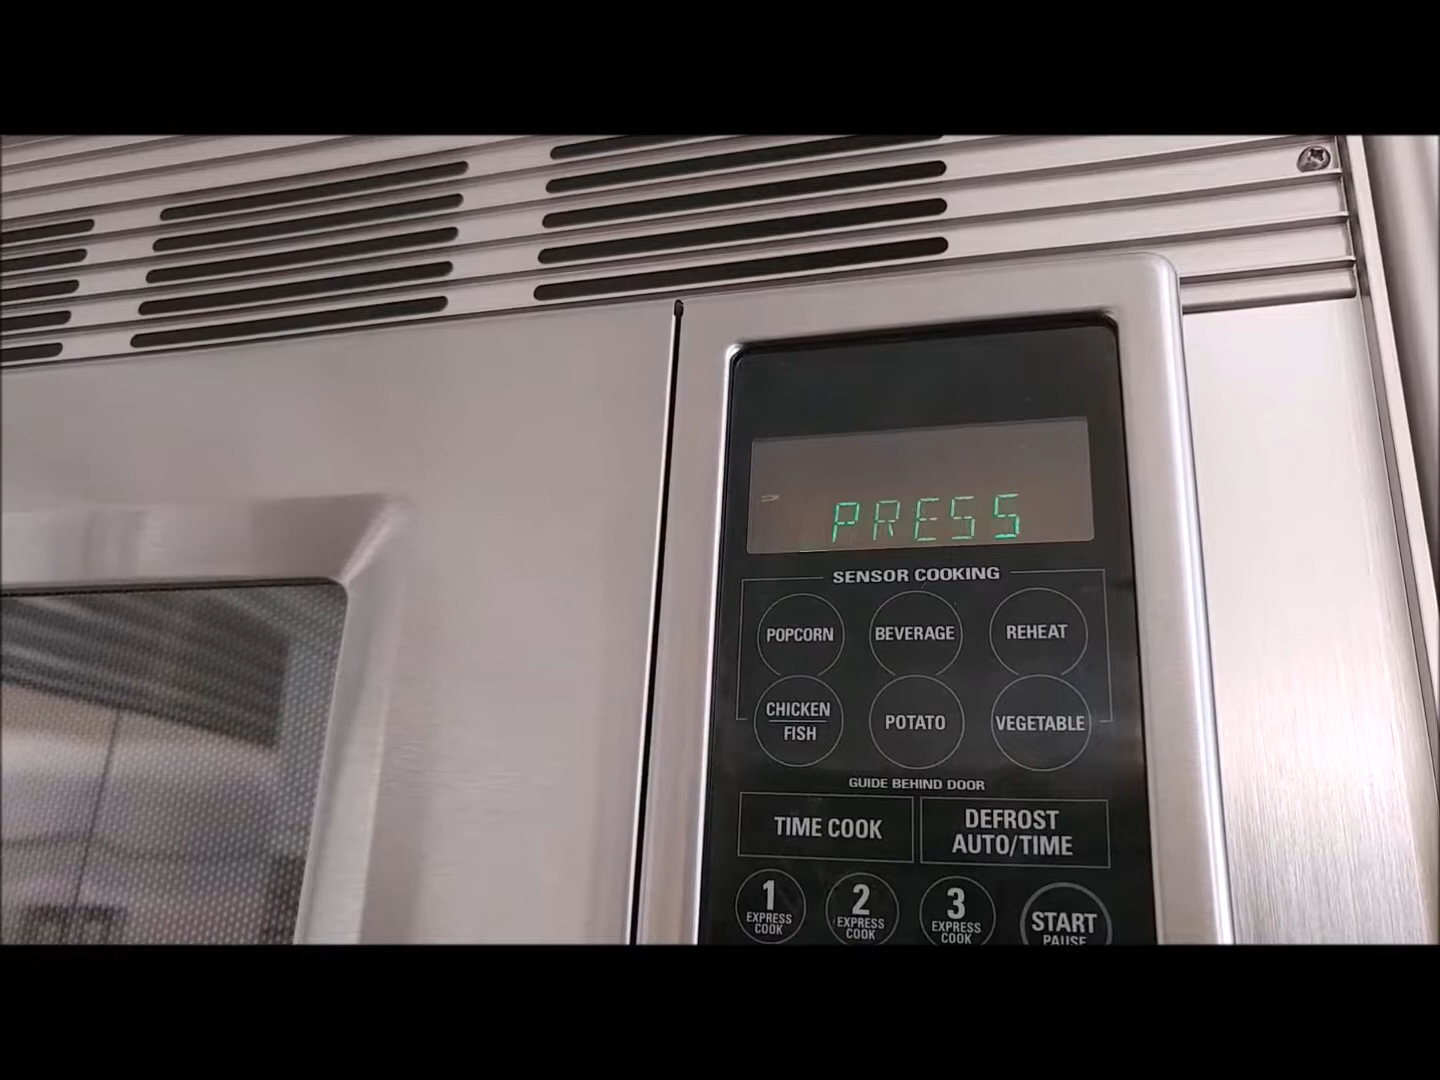 PRESS
SENSOR COOKING
POPCORN
BEVERAGE
REHEAT
CHICKEN
FISH
POTATO
VEGETABLE
GUIDE BEHIND DOOR
TIME COOK
DEFROST
AUTO/TIME
1
EXPRESS
COOK
2
EXPRESS
COOK
3
EXPRESS
COOK
START
PAUSE